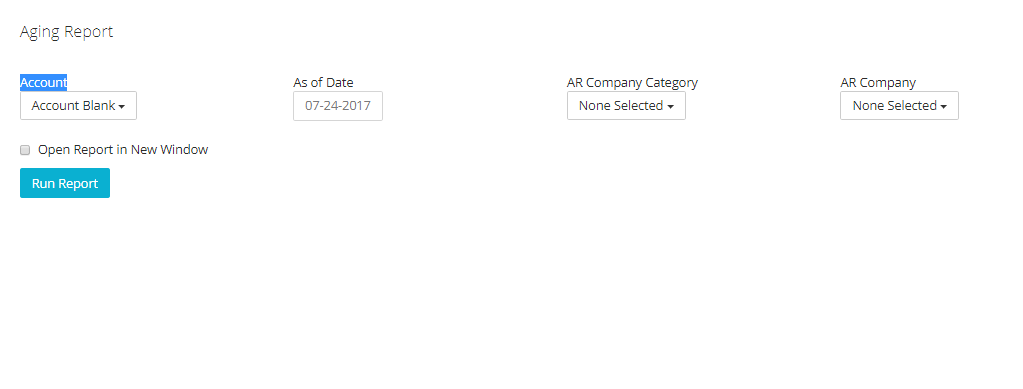 Aging Report
Account
As of Date
AR Company Category
AR Company
Account Blank
07-24-2017
None Selected
None Selected
Open Report in New Window
Run Report